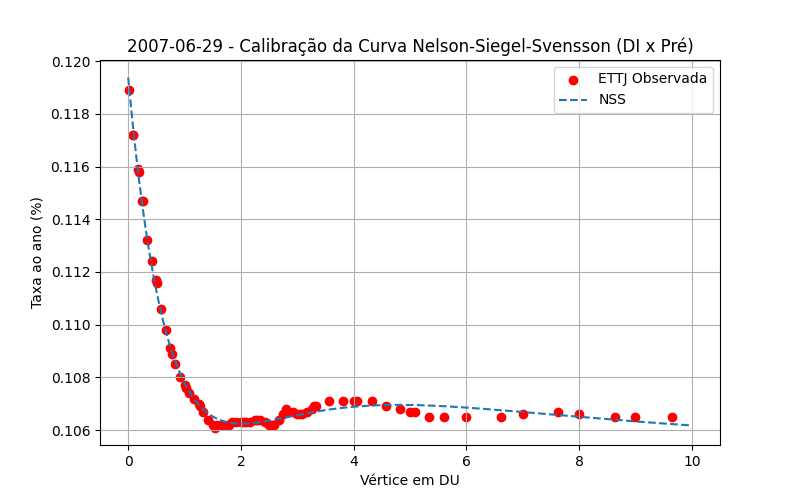 2007-06-29 - Calibração da Curva Nelson-Siegel-Svensson (DI x Pré)
ETTJ Observada
NSS
Taxa ao ano (%)
0.120
0.118
0.116
0.114
0.112
0.110
0.108
0.106
0 2 4 6 8 10
Vértice em DU